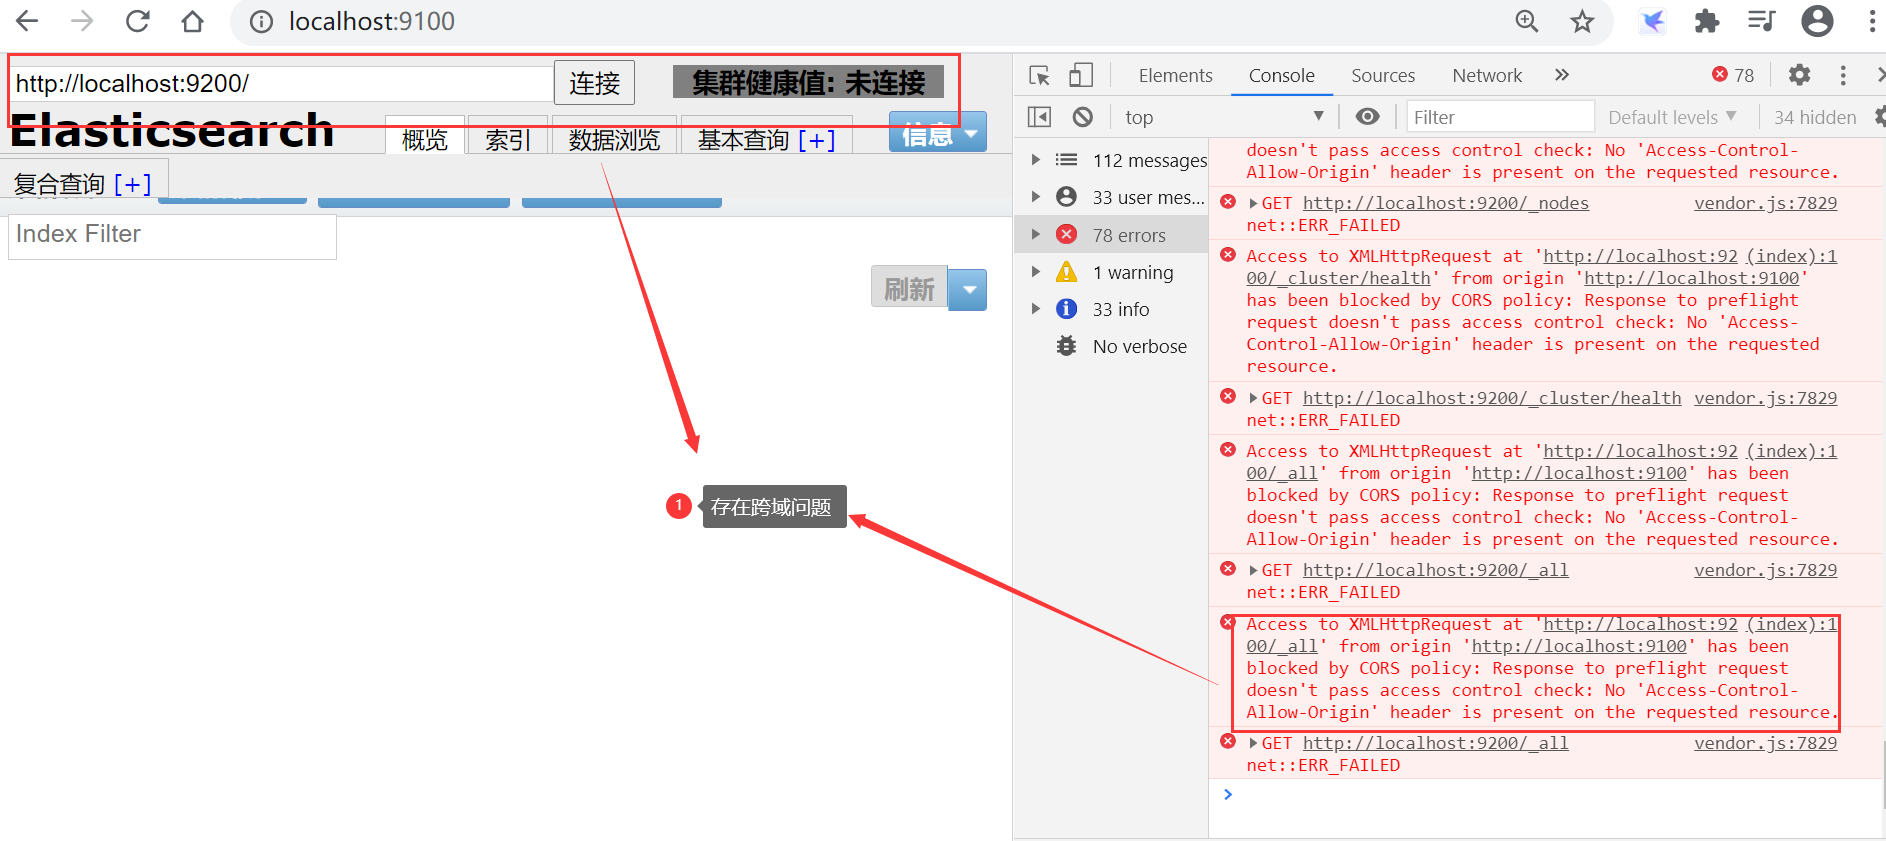 localhost:9100
http://localhost:9200/
连接
集群健康值: 未连接
Elasticsearch
概览
索引
数据浏览
基本查询 [+]
信息
复合查询 [+]
Index Filter
刷新
1
存在跨域问题
Elements
Console
Sources
Network
78
top
Filter
Default levels
34 hidden
112 messages
33 user mes...
78 errors
1 warning
33 info
No verbose
doesn't pass access control check: No 'Access-Control-
Allow-Origin' header is present on the requested resource.
GET http://localhost:9200/_nodes vendor.js:7829
net::ERR_FAILED
Access to XMLHttpRequest at 'http://localhost:92 (index):1
00/_cluster/health' from origin 'http://localhost:9100'
has been blocked by CORS policy: Response to preflight
request doesn't pass access control check: No 'Access-
Control-Allow-Origin' header is present on the requested
resource.
GET http://localhost:9200/_cluster/health vendor.js:7829
net::ERR_FAILED
Access to XMLHttpRequest at 'http://localhost:92 (index):1
00/_all' from origin 'http://localhost:9100' has been
blocked by CORS policy: Response to preflight request
doesn't pass access control check: No 'Access-Control-
Allow-Origin' header is present on the requested resource.
GET http://localhost:9200/_all vendor.js:7829
net::ERR_FAILED
Access to XMLHttpRequest at 'http://localhost:92 (index):1
00/_all' from origin 'http://localhost:9100' has been
blocked by CORS policy: Response to preflight request
doesn't pass access control check: No 'Access-Control-
Allow-Origin' header is present on the requested resource.
GET http://localhost:9200/_all vendor.js:7829
net::ERR_FAILED